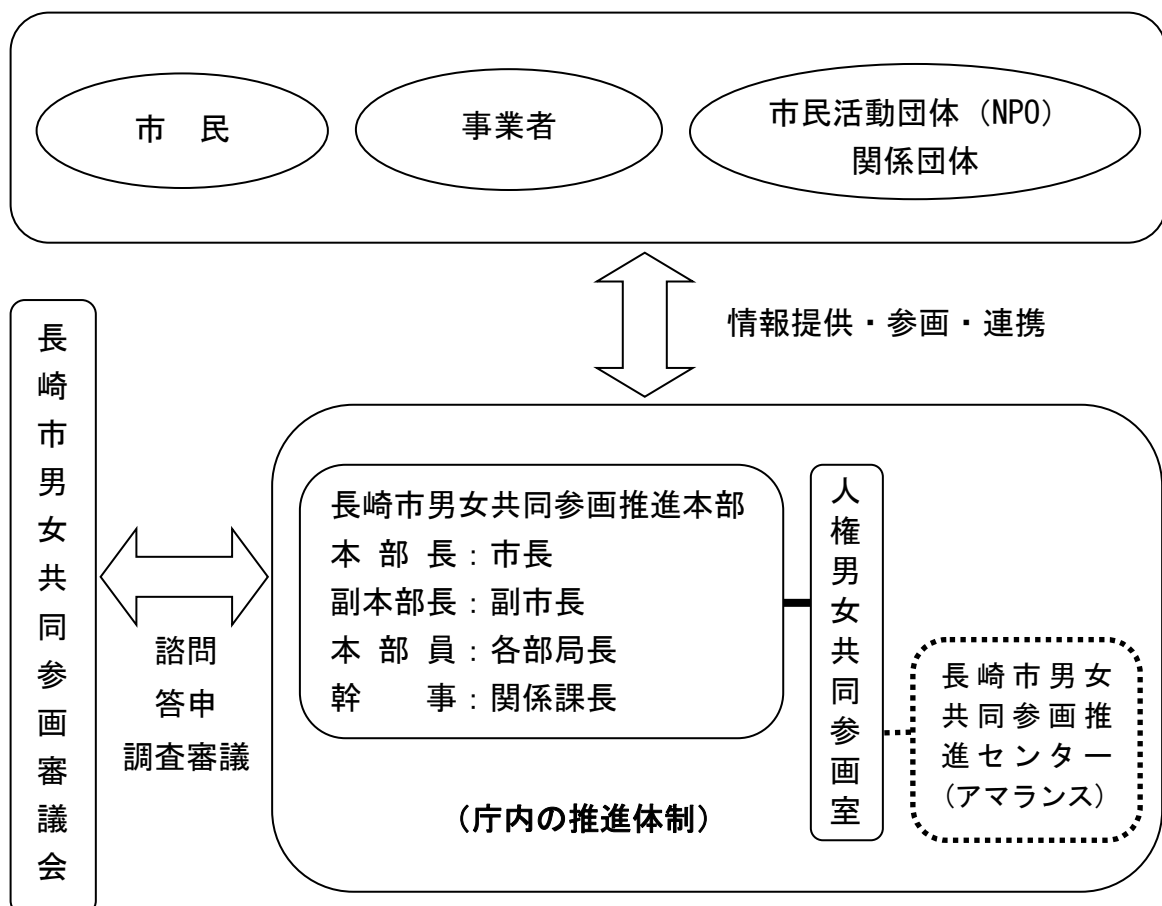 市　民
事業者
市民活動団体（NPO）
関係団体
情報提供・参画・連携
長崎市男女共同参画審議会
諮問
答申
調査審議
長崎市男女共同参画推進本部
本 部 長：市長
副本部長：副市長
本 部 員：各部局長
幹　　事：関係課長
人権男女共同参画室
長崎市男女
共同参画推
進センター
（アマランス）
（庁内の推進体制）